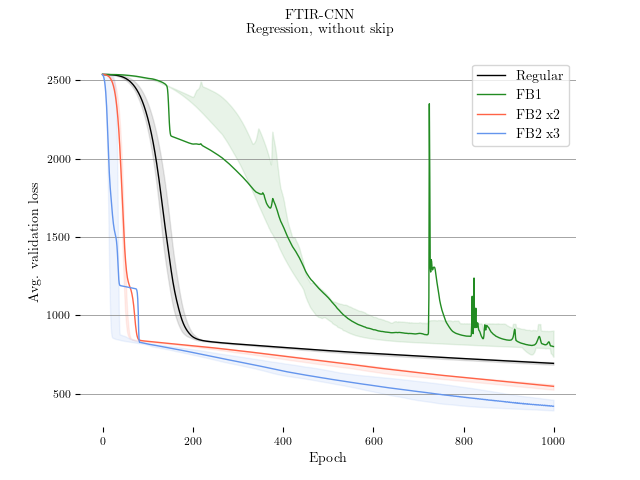 FTIR-CNN
Regression, without skip
Regular
FB1
FB2 x2
FB2 x3
Avg. validation loss
2500
2000
1500
1000
500
0
200
400
600
800
1000
Epoch